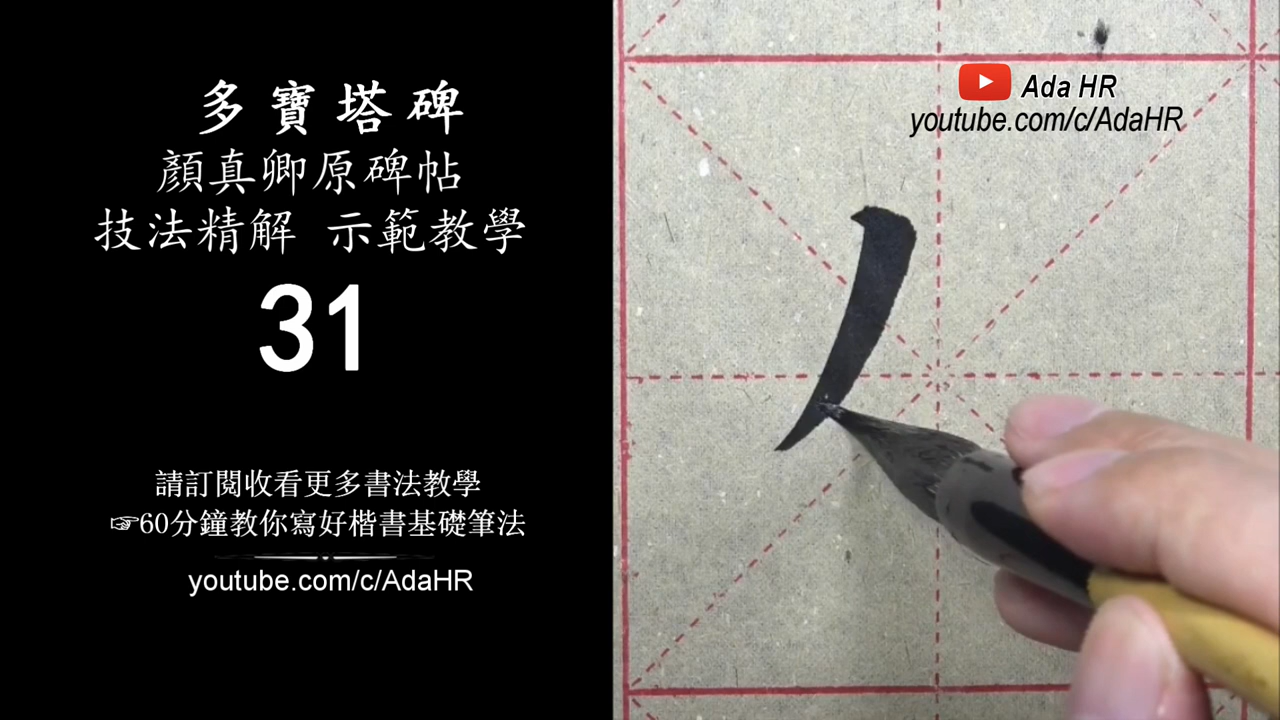 多寶塔碑
顏真卿原碑帖
技法精解 示範教學
31
請訂閱收看更多書法教學
☞60分鐘教你寫好楷書基礎筆法
youtube.com/c/AdaHR
Ada HR
youtube.com/c/AdaHR